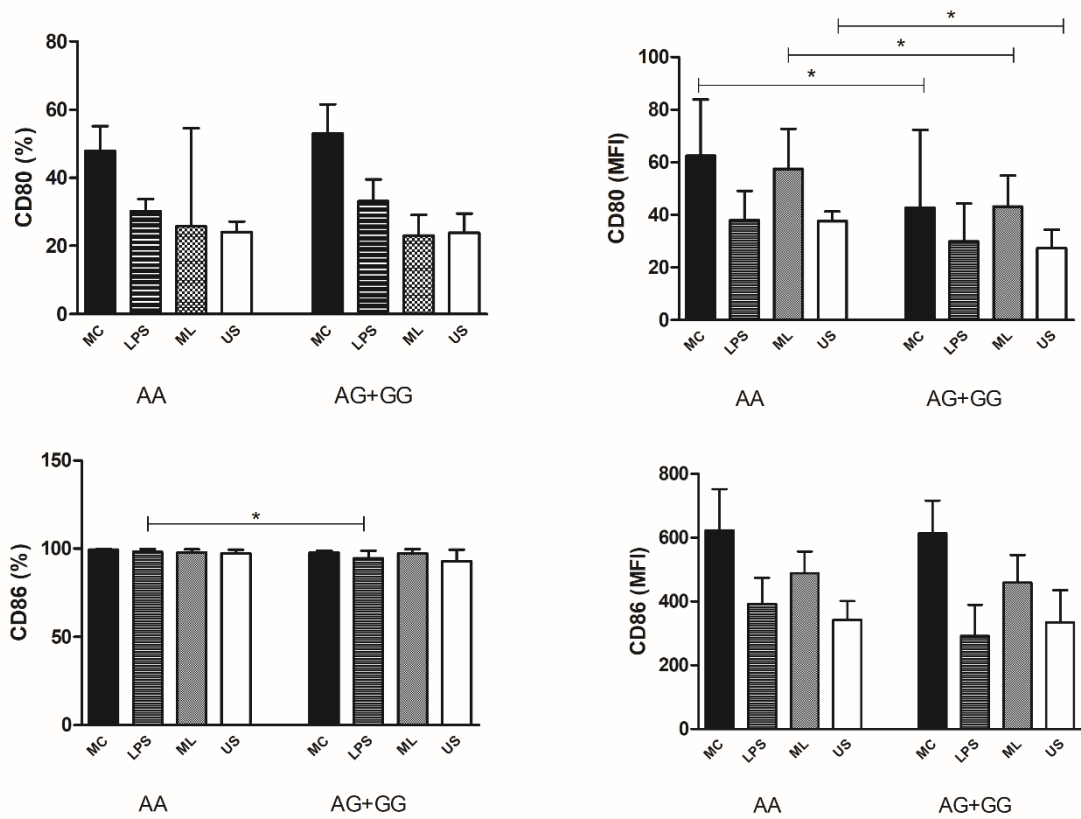 CD80 (%)
80
60
40
20
0
MC LPS ML US MC LPS ML US
AA AG+GG
CD80 (MFI)
100
80
60
40
20
0
*
*
*
MC LPS ML US MC LPS ML US
AA AG+GG
CD86 (%)
150
100
50
0
*
MC LPS ML US MC LPS ML US
AA AG+GG
CD86 (MFI)
800
600
400
200
0
MC LPS ML US MC LPS ML US
AA AG+GG